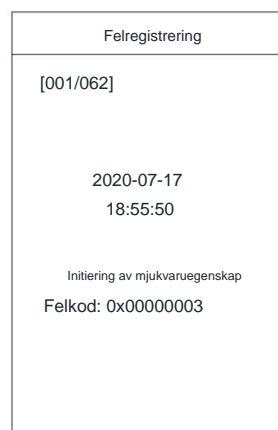 Felregistrering
[001/062]
2020-07-17
18:55:50
Initiering av mjukvaruegenskap
Felkod: 0x00000003